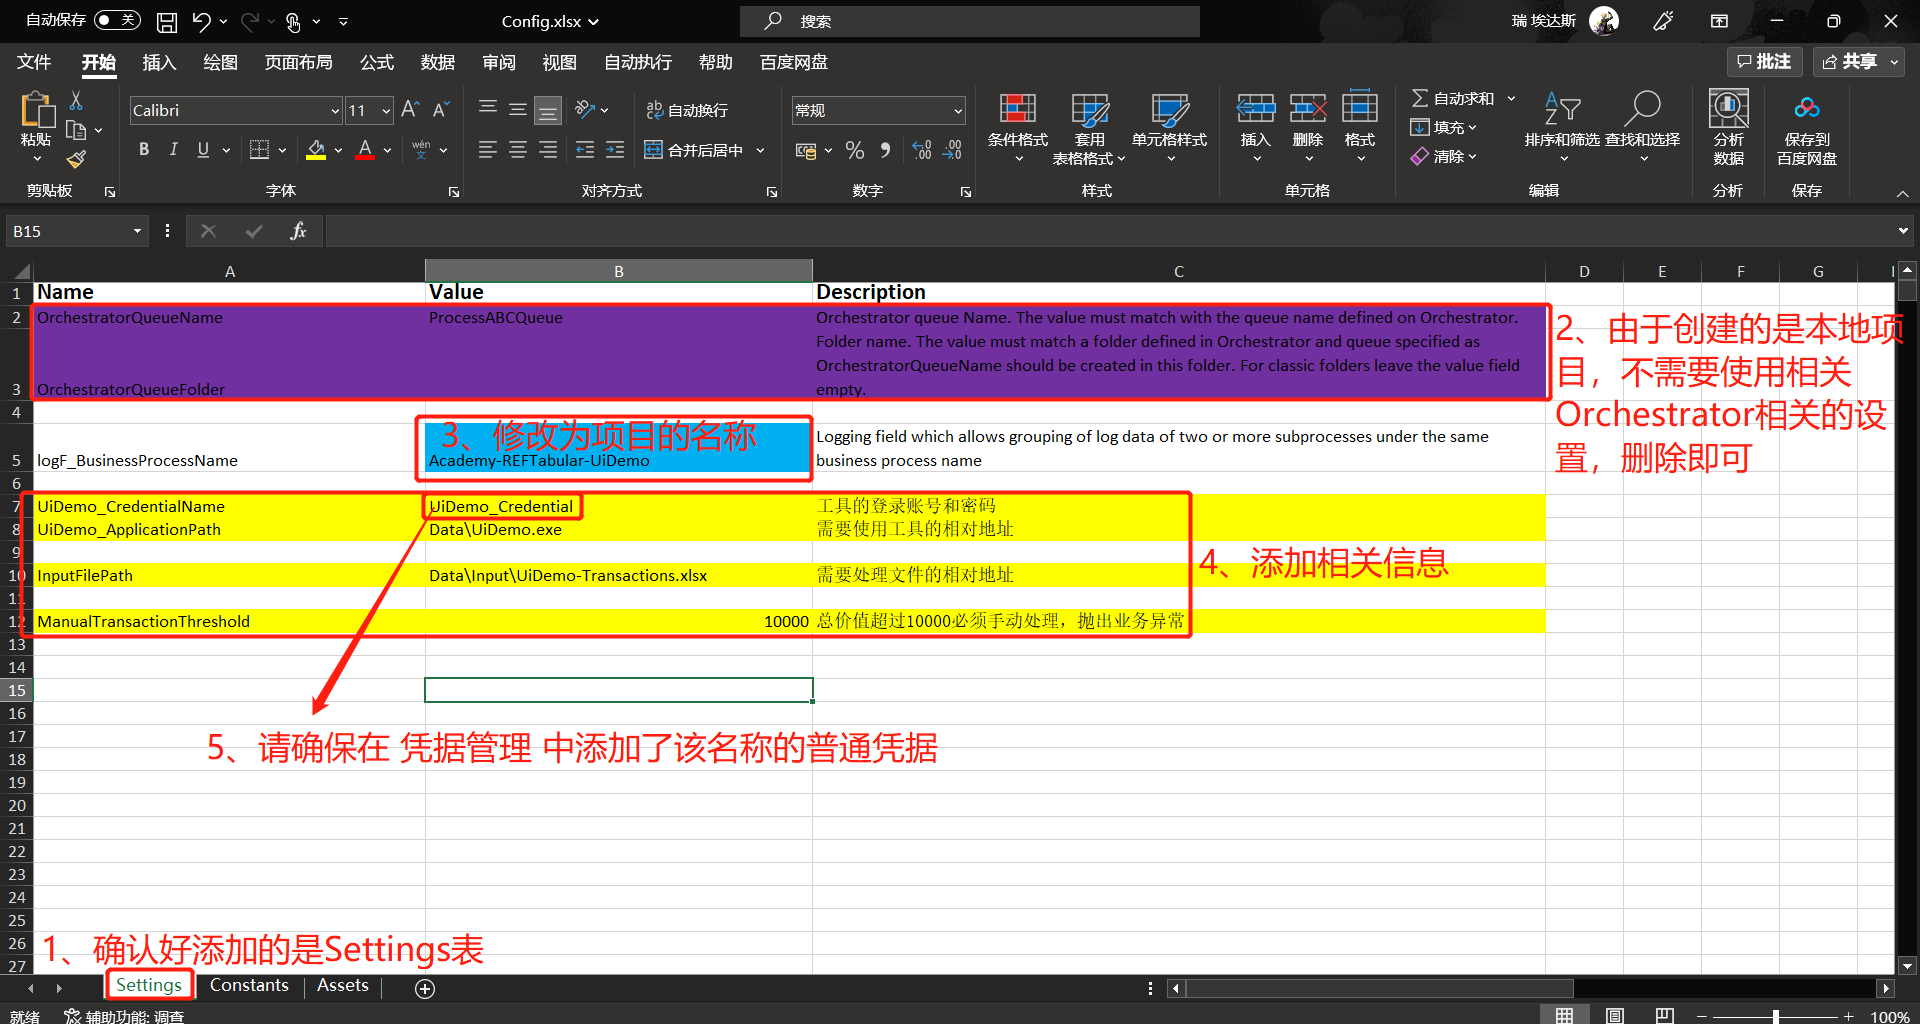 自动保存 关 Config.xlsx 搜索 瑞 埃达斯
文件 开始 插入 绘图 页面布局 公式 数据 审阅 视图 自动执行 帮助 百度网盘 批注 共享
粘贴 剪贴板
Calibri 11 A A
B I U A wén 文
字体
ab 自动换行
合并后居中
对齐方式
常规
% 数字
条件格式 套用 表格格式 单元格样式
样式
插入 删除 格式
单元格
自动求和
填充
清除
排序和筛选 查找和选择
编辑
分析 数据
分析
保存到 百度网盘
保存
B15 fx
A B C D E F G
1 Name Value Description
2 OrchestratorQueueName ProcessABCQueue Orchestrator queue Name. The value must match with the queue name defined on Orchestrator.
Folder name. The value must match a folder defined in Orchestrator and queue specified as
OrchestratorQueueName should be created in this folder. For classic folders leave the value field
3 OrchestratorQueueFolder empty.
2、由于创建的是本地项
目，不需要使用相关
Orchestrator相关的设
置，删除即可
4
3、修改为项目的名称
Logging field which allows grouping of log data of two or more subprocesses under the same
5 logF_BusinessProcessName Academy-REFTabular-UiDemo business process name
6
7 UiDemo_CredentialName UiDemo_Credential 工具的登录账号和密码
8 UiDemo_ApplicationPath Data\UiDemo.exe 需要使用工具的相对地址
9
4、添加相关信息
10 InputFilePath Data\Input\UiDemo-Transactions.xlsx 需要处理文件的相对地址
11
12 ManualTransactionThreshold 10000 总价值超过10000必须手动处理，抛出业务异常
13
14
15
16
17
5、请确保在 凭据管理 中添加了该名称的普通凭据
18
19
20
21
22
23
24
25
26
1、确认好添加的是Settings表
27
Settings Constants Assets
就绪 辅助功能: 调查 100%